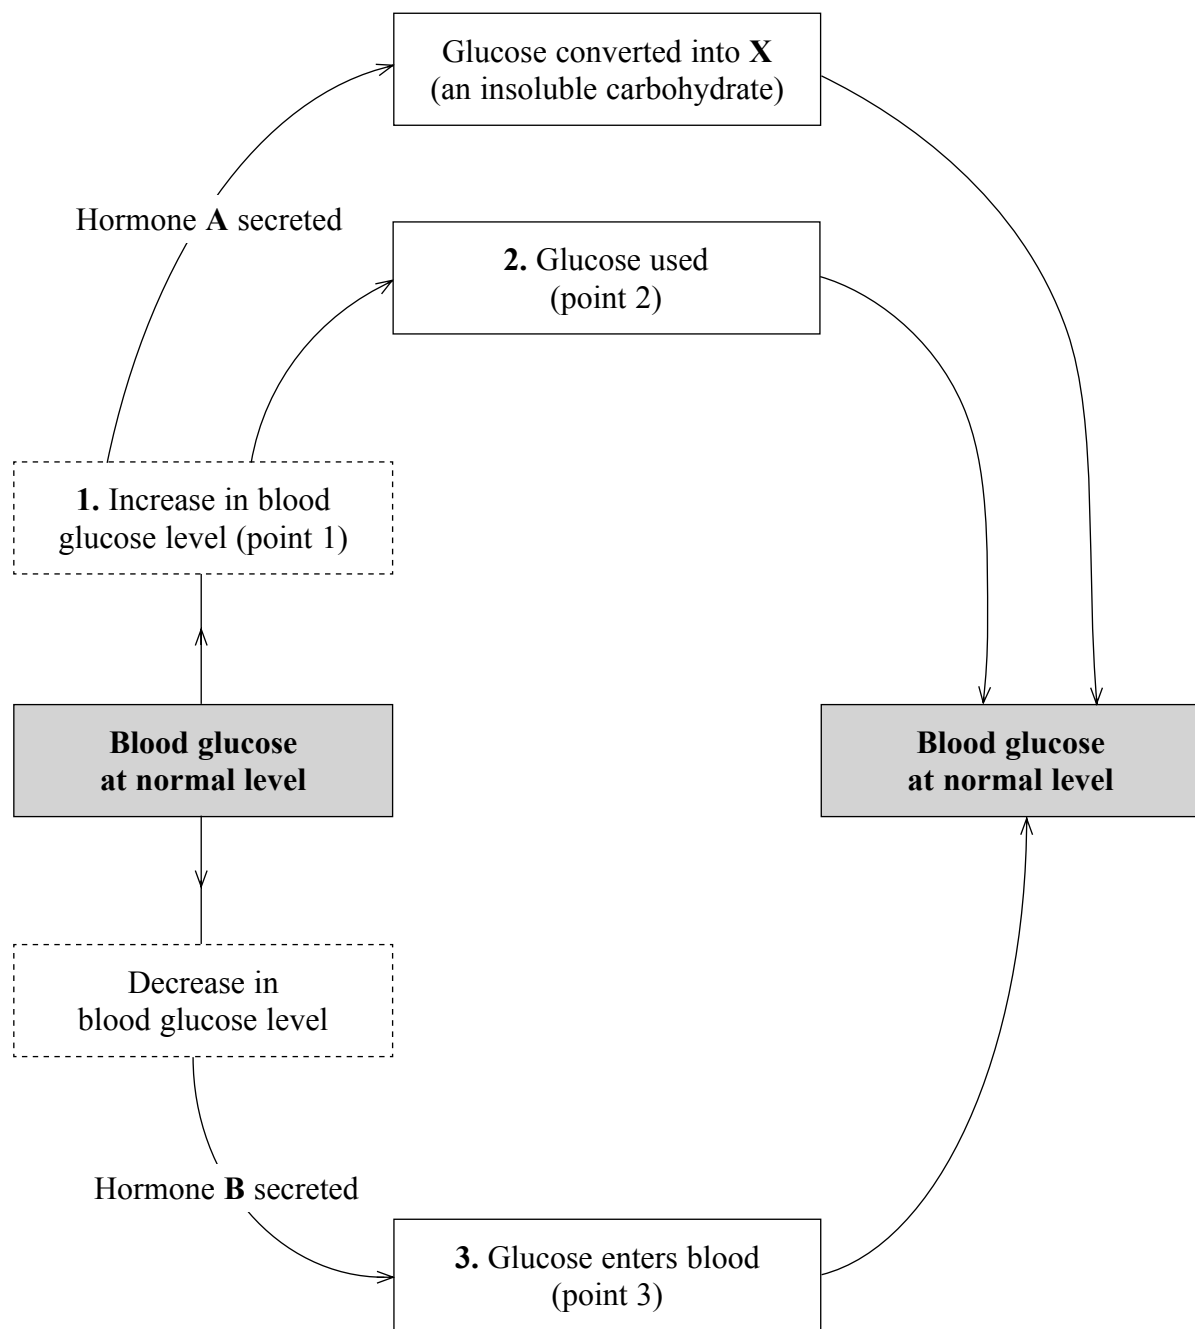 Glucose converted into X
(an insoluble carbohydrate)
Hormone A secreted
2. Glucose used
(point 2)
1. Increase in blood
glucose level (point 1)
Blood glucose
at normal level
Blood glucose
at normal level
Decrease in
blood glucose level
Hormone B secreted
3. Glucose enters blood
(point 3)